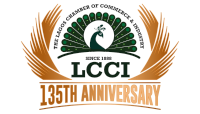 THE LAGOS CHAMBER OF COMMERCE & INDUSTRY
SINCE 1888
LCCI
135TH ANNIVERSARY